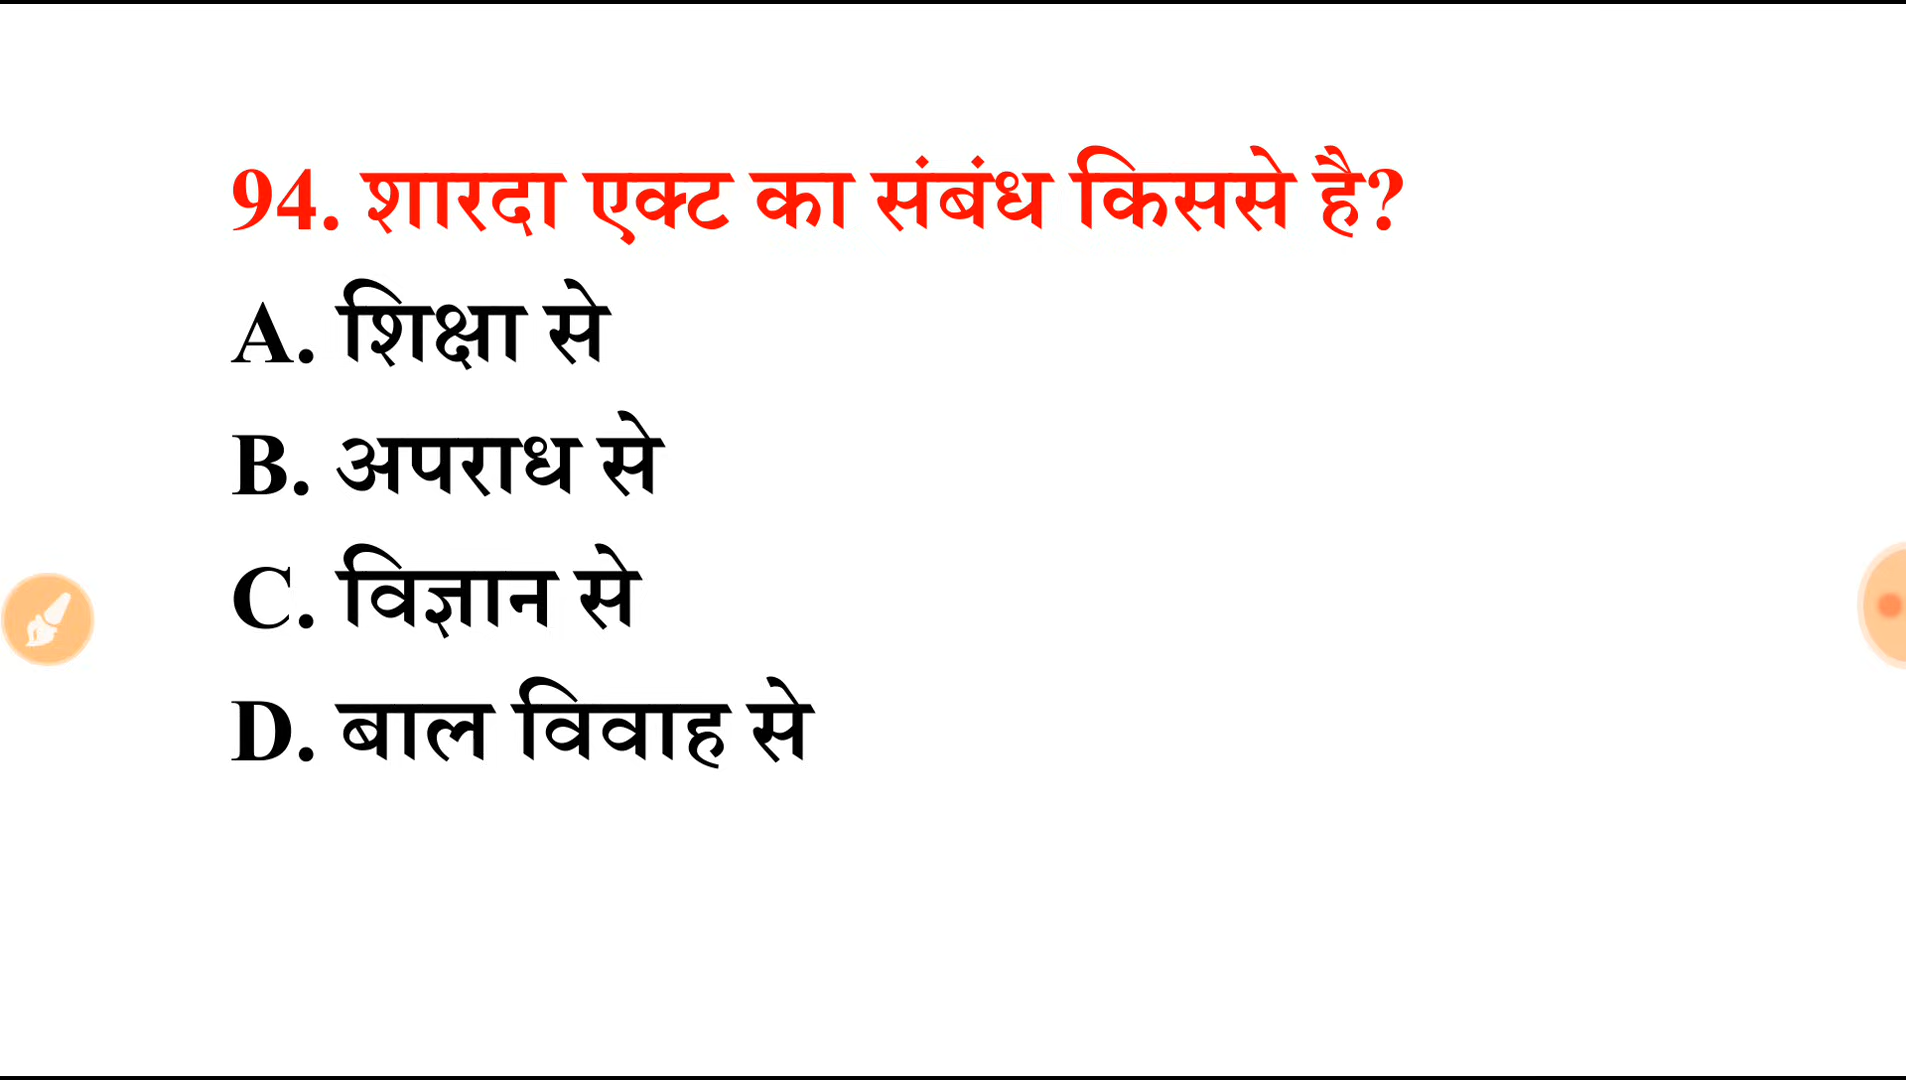 94. शारदा एक्ट का संबंध किससे है?
A. शिक्षा से
B. अपराध से
C. विज्ञान से
D. बाल विवाह से